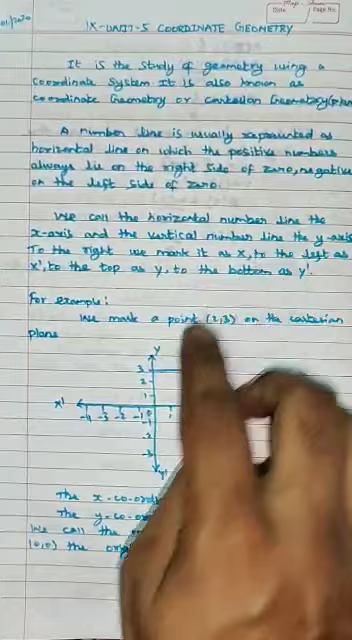 01/2020
Date
Page No.
IX-UNIT-5 COORDINATE GEOMETRY
It is the study of geometry using a
coordinate system It is also known as
coordinate Geometry or cartesian Geometry
A number line is usually represented as
horizontal line on which the positive numbers
always lie on the right side of zero, negative
on the left side of zero.
We call the horizontal number line the
x-axis and the vertical number line the y-axis
To the right we mark it as x, to the left as
x', to the top as y, to the bottom as y'.
For example:
We mark a point (2,3) on the cartesian
plane
Y
3
2
1
X' -4 -3 -2 -1 0 1
-1
-2
-3
Y'
The x-co-ord
The y-co-ord
We call the
(0,0) the orig